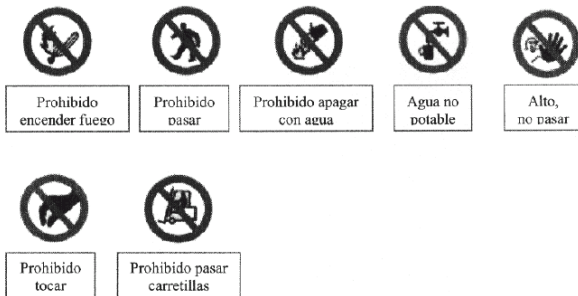 Prohibido
encender fuego
Prohibido
pasar
Prohibido apagar
con agua
Agua no
potable
Alto,
no pasar
Prohibido
tocar
Prohibido pasar
carretillas